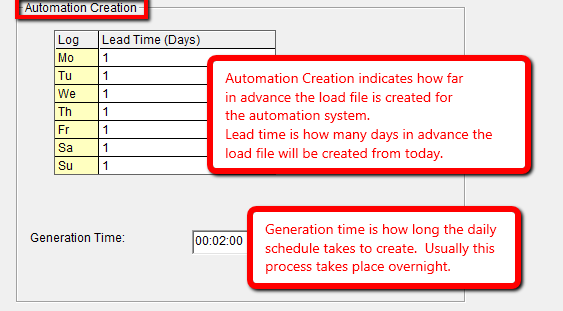 Automation Creation
Log Lead Time (Days)
Mo 1
Tu 1
We 1
Th 1
Fr 1
Sa 1
Su 1
Automation Creation indicates how far
in advance the load file is created for
the automation system.
Lead time is how many days in advance the
load file will be created from today.
Generation Time: 00:02:00
Generation time is how long the daily
schedule takes to create. Usually this
process takes place overnight.